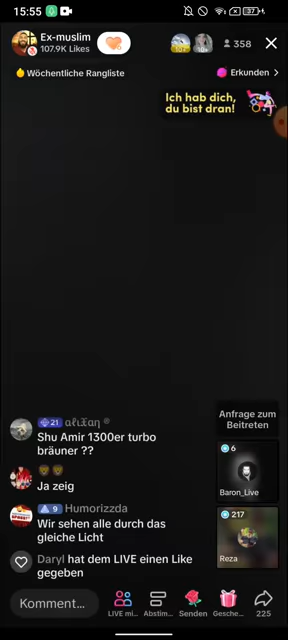 15:55
37
Ex-muslim
107.9K Likes
358
Wöchentliche Rangliste
Erkunden >
Ich hab dich,
du bist dran!
21 αℓιXαη ®
Shu Amir 1300er turbo
bräuner ??
Anfrage zum
Beitreten
6
Baron_Live
Ja zeig
9 Humorizzda
Wir sehen alle durch das
gleiche Licht
217
Reza
Daryl hat dem LIVE einen Like
gegeben
Komment...
LIVE mi...
Abstim...
Senden
Gesche...
225